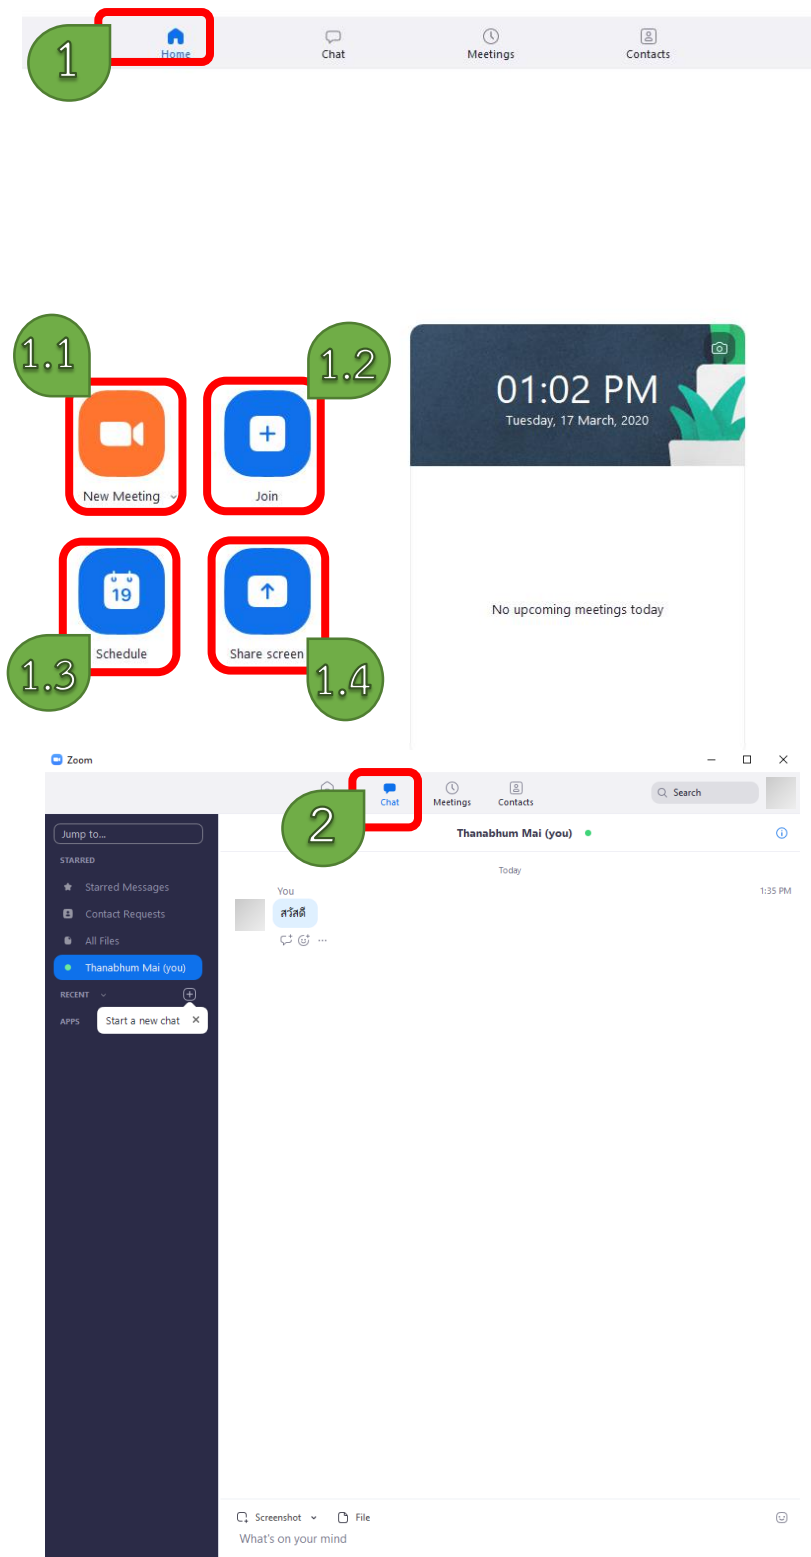 1
Home
Chat
Meetings
Contacts
1.1
1.2
New Meeting
Join
01:02 PM
Tuesday, 17 March, 2020
19
Schedule
Share screen
1.3
1.4
No upcoming meetings today
Zoom
2
Chat
Meetings
Contacts
Search
Jump to...
STARRED
Starred Messages
Contact Requests
All Files
Thanabhum Mai (you)
RECENT
APPS
Start a new chat
Thanabhum Mai (you)
Today
You
1:35 PM
สวัสดี
Screenshot
File
What's on your mind